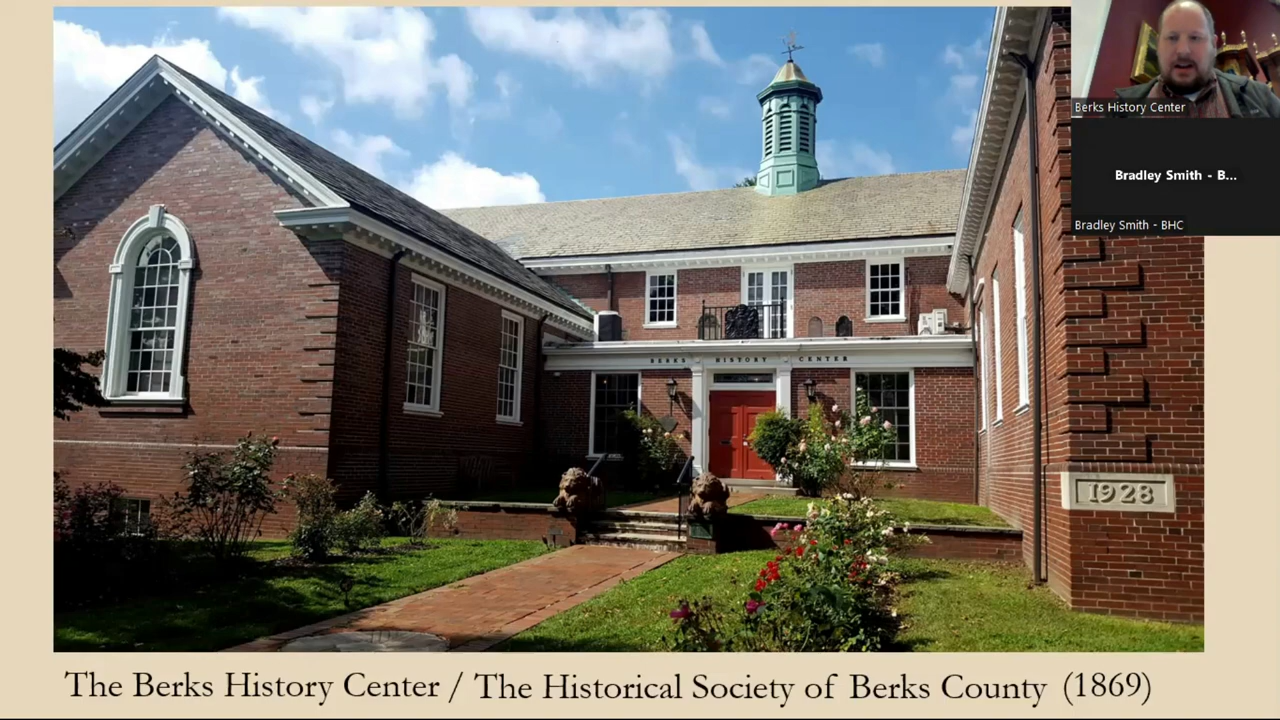 Berks History Center
Bradley Smith - B...
Bradley Smith - BHC
BERKS HISTORY CENTER
1928
The Berks History Center / The Historical Society of Berks County (1869)